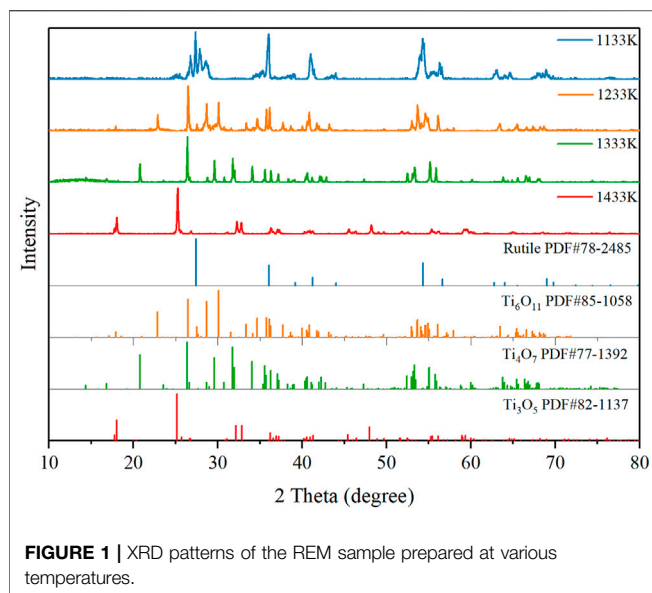 1133K
1233K
1333K
1433K
Rutile PDF#78-2485
Ti₆O₁₁ PDF#85-1058
Ti₄O₇ PDF#77-1392
Ti₃O₅ PDF#82-1137
Intensity
10 20 30 40 50 60 70 80
2 Theta (degree)
FIGURE 1 | XRD patterns of the REM sample prepared at various
temperatures.